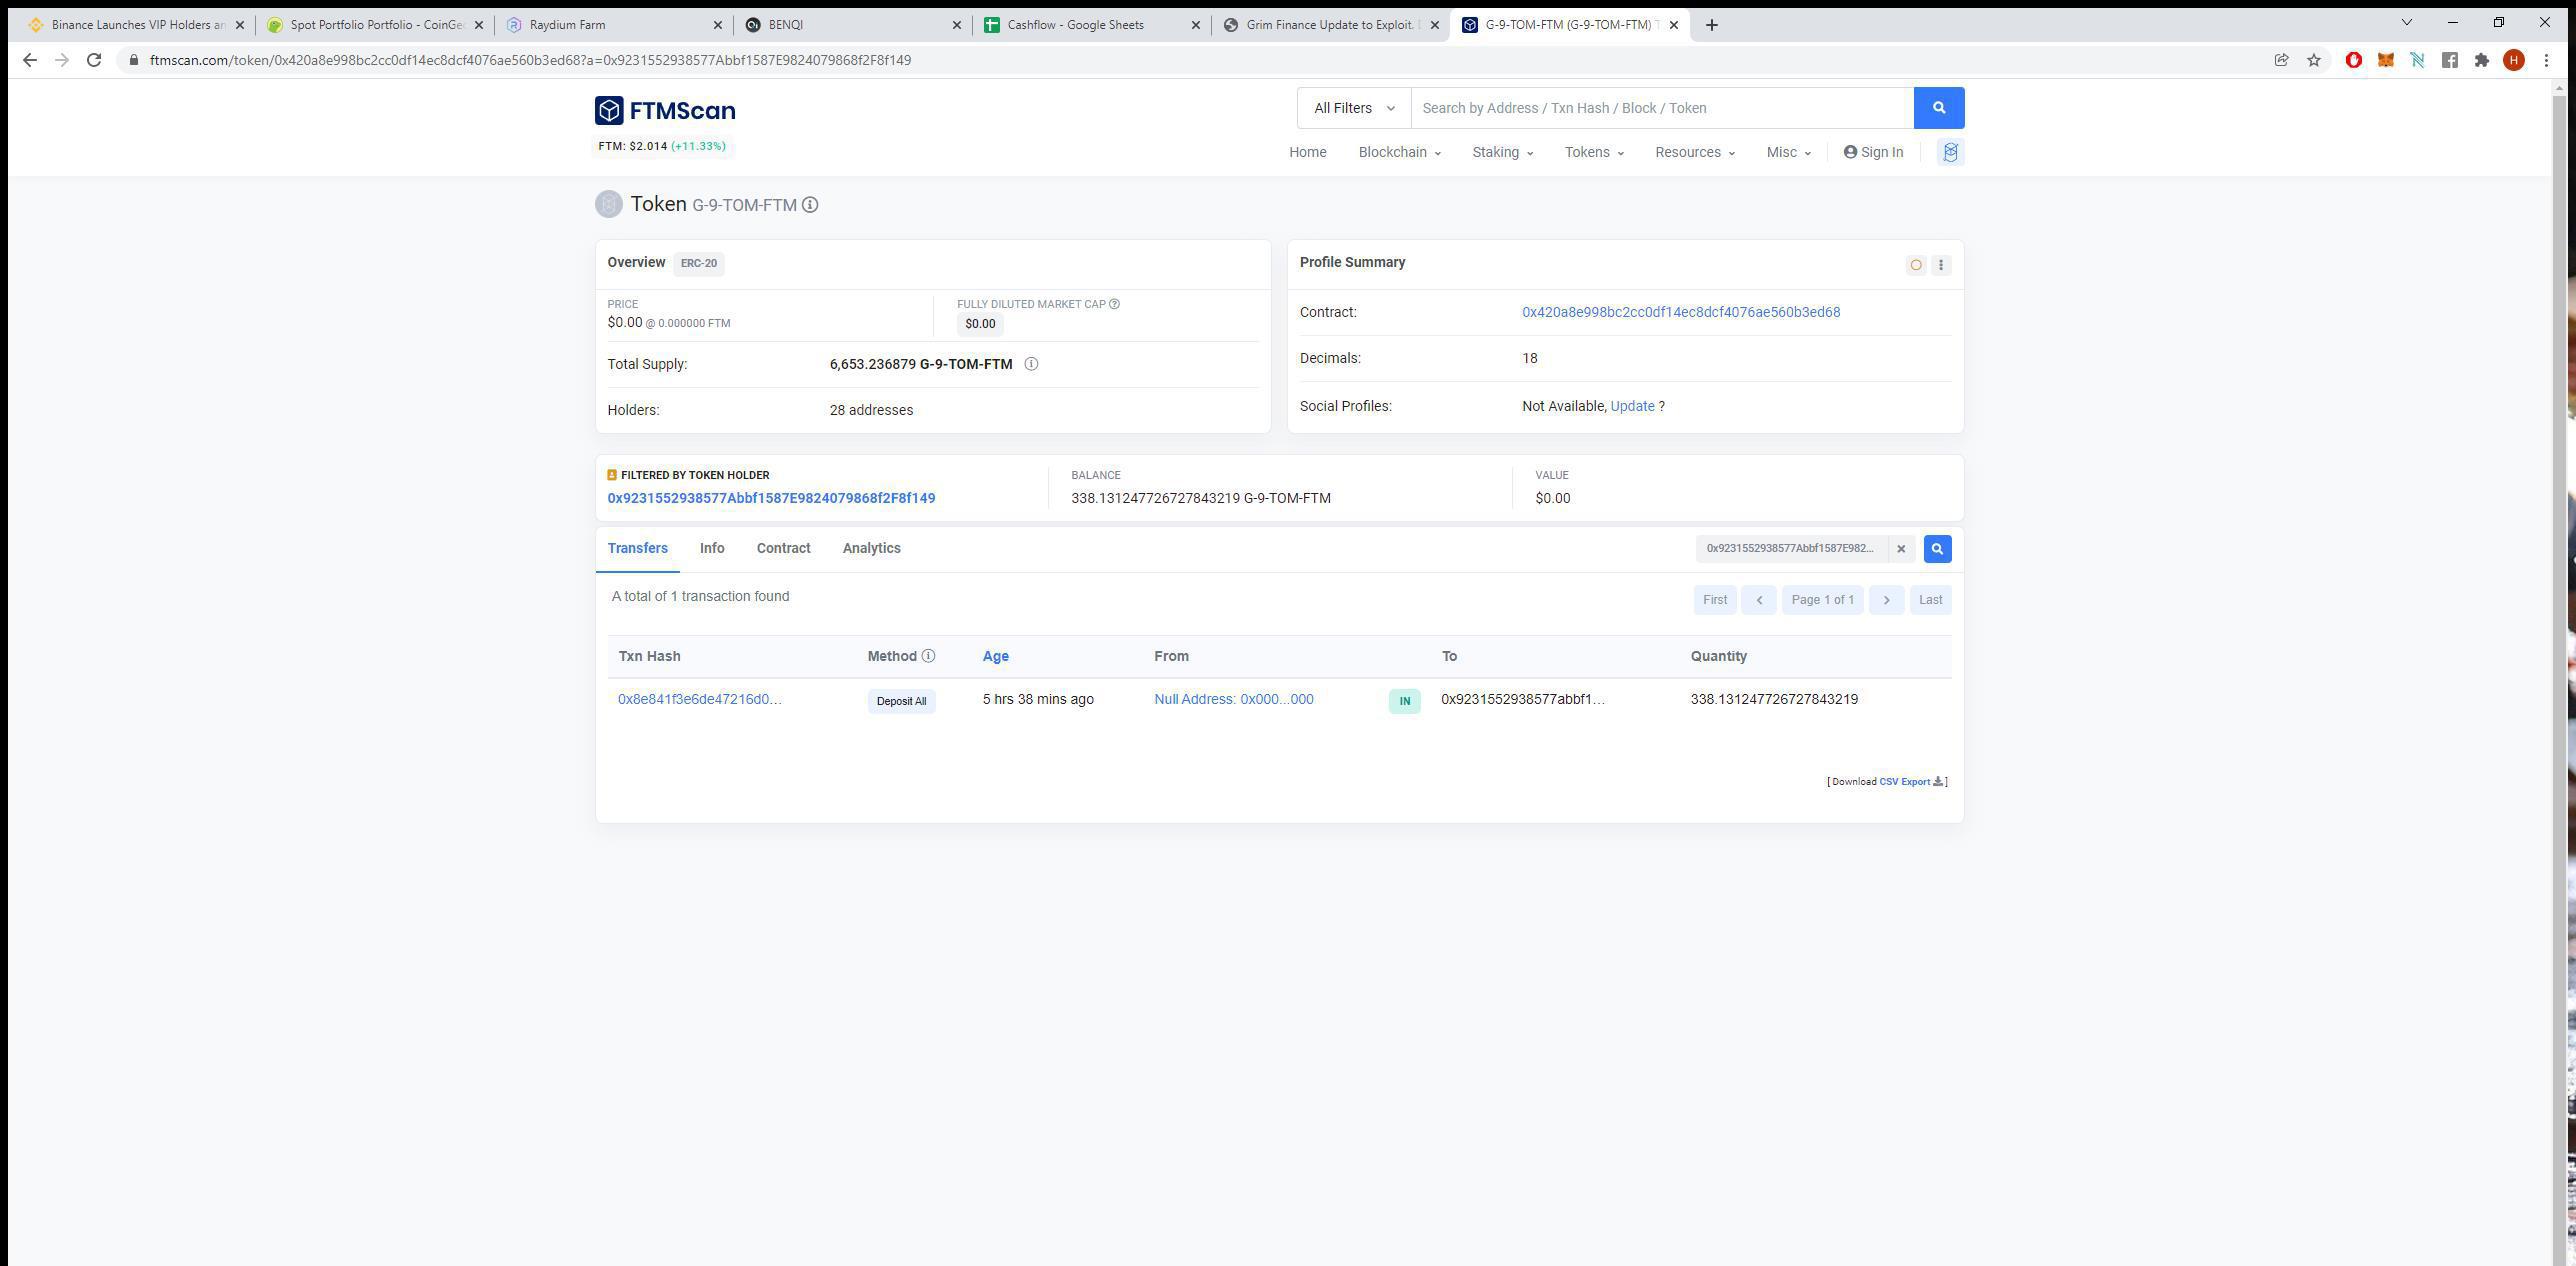 Binance Launches VIP Holders an
Spot Portfolio Portfolio - CoinGe
Raydium Farm
BENQI
Cashflow - Google Sheets
Grim Finance Update to Exploit.
G-9-TOM-FTM (G-9-TOM-FTM) T
ftmscan.com/token/0x420a8e998bc2cc0df14ec8dcf4076ae560b3ed68?a=0x9231552938577Abbf1587E9824079868f2F8f149
H
FTMScan
FTM: $2.014 (+11.33%)
All Filters
Search by Address / Txn Hash / Block / Token
Home Blockchain Staking Tokens Resources Misc Sign In
Token G-9-TOM-FTM
Overview ERC-20
PRICE
$0.00 @ 0.000000 FTM
FULLY DILUTED MARKET CAP
$0.00
Total Supply: 6,653.236879 G-9-TOM-FTM
Holders: 28 addresses
Profile Summary
Contract: 0x420a8e998bc2cc0df14ec8dcf4076ae560b3ed68
Decimals: 18
Social Profiles: Not Available, Update ?
FILTERED BY TOKEN HOLDER
0x9231552938577Abbf1587E9824079868f2F8f149
BALANCE
338.131247726727843219 G-9-TOM-FTM
VALUE
$0.00
Transfers Info Contract Analytics
0x9231552938577Abbf1587E982...
A total of 1 transaction found
First Page 1 of 1 Last
Txn Hash Method Age From To Quantity
0x8e841f3e6de47216d0... Deposit All 5 hrs 38 mins ago Null Address: 0x000...000 IN 0x9231552938577abbf1... 338.131247726727843219
[ Download CSV Export ]